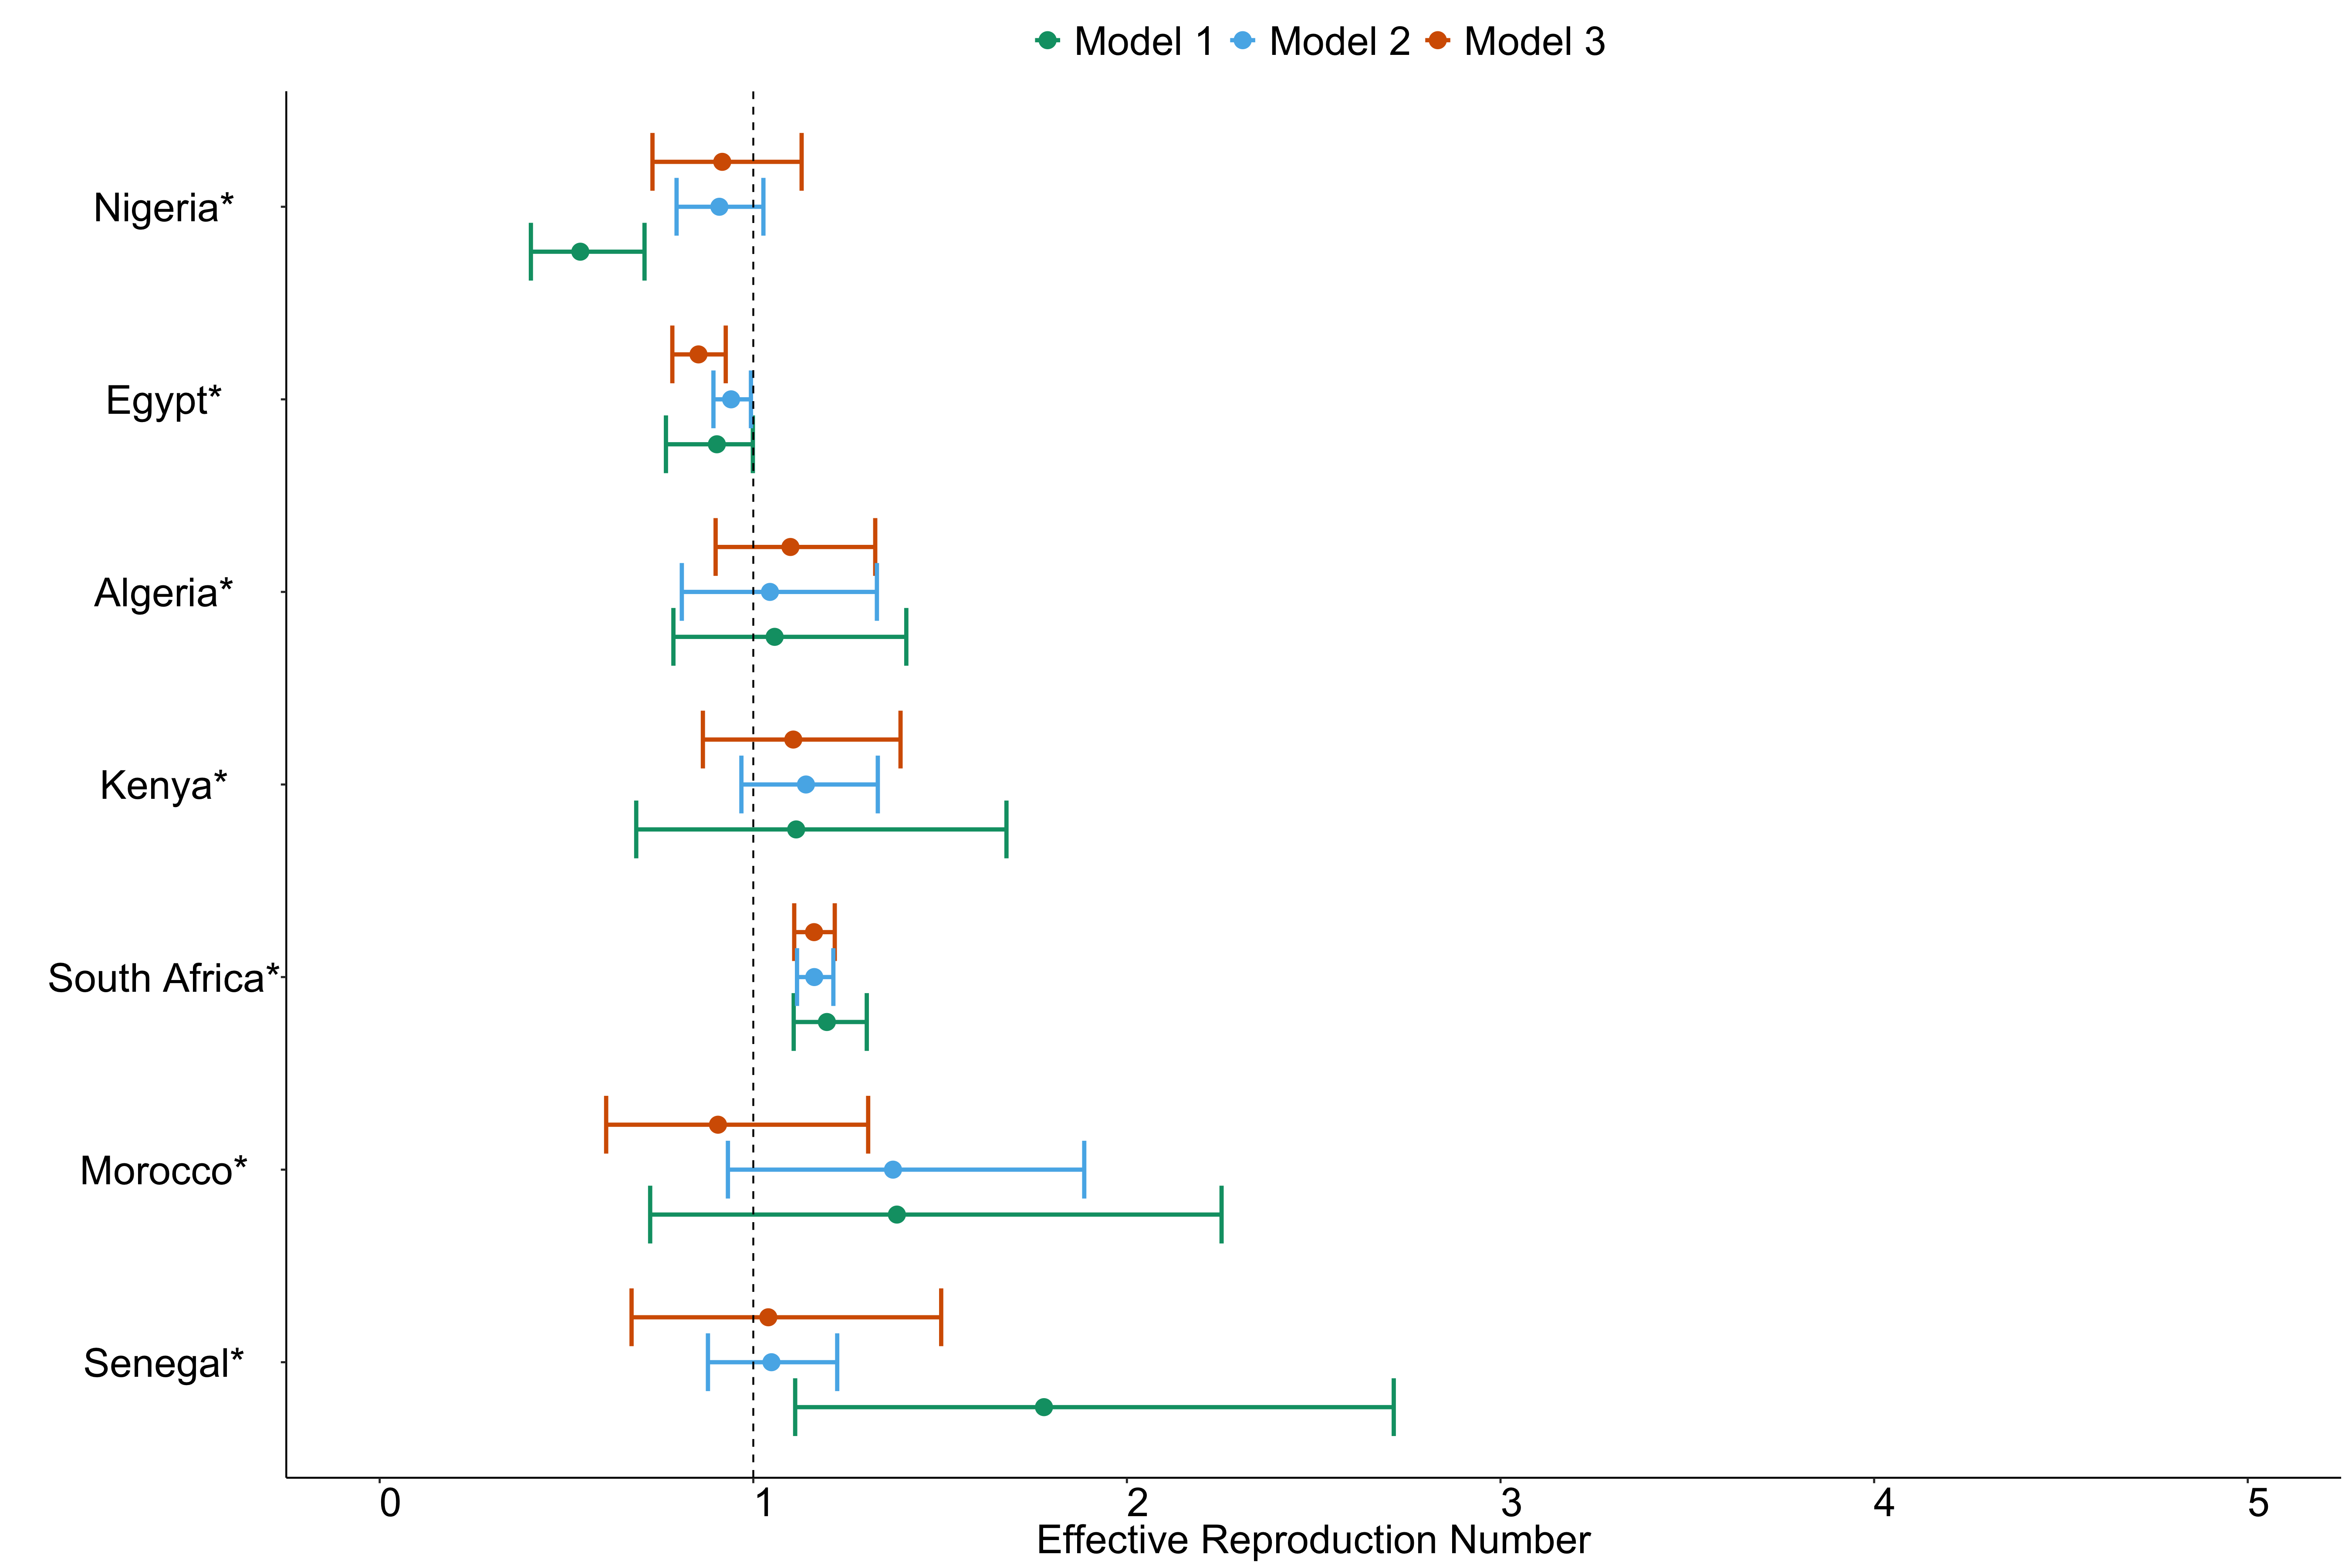 Model 1 Model 2 Model 3
Nigeria*
Egypt*
Algeria*
Kenya*
South Africa*
Morocco*
Senegal*
0 1 2 3 4 5
Effective Reproduction Number